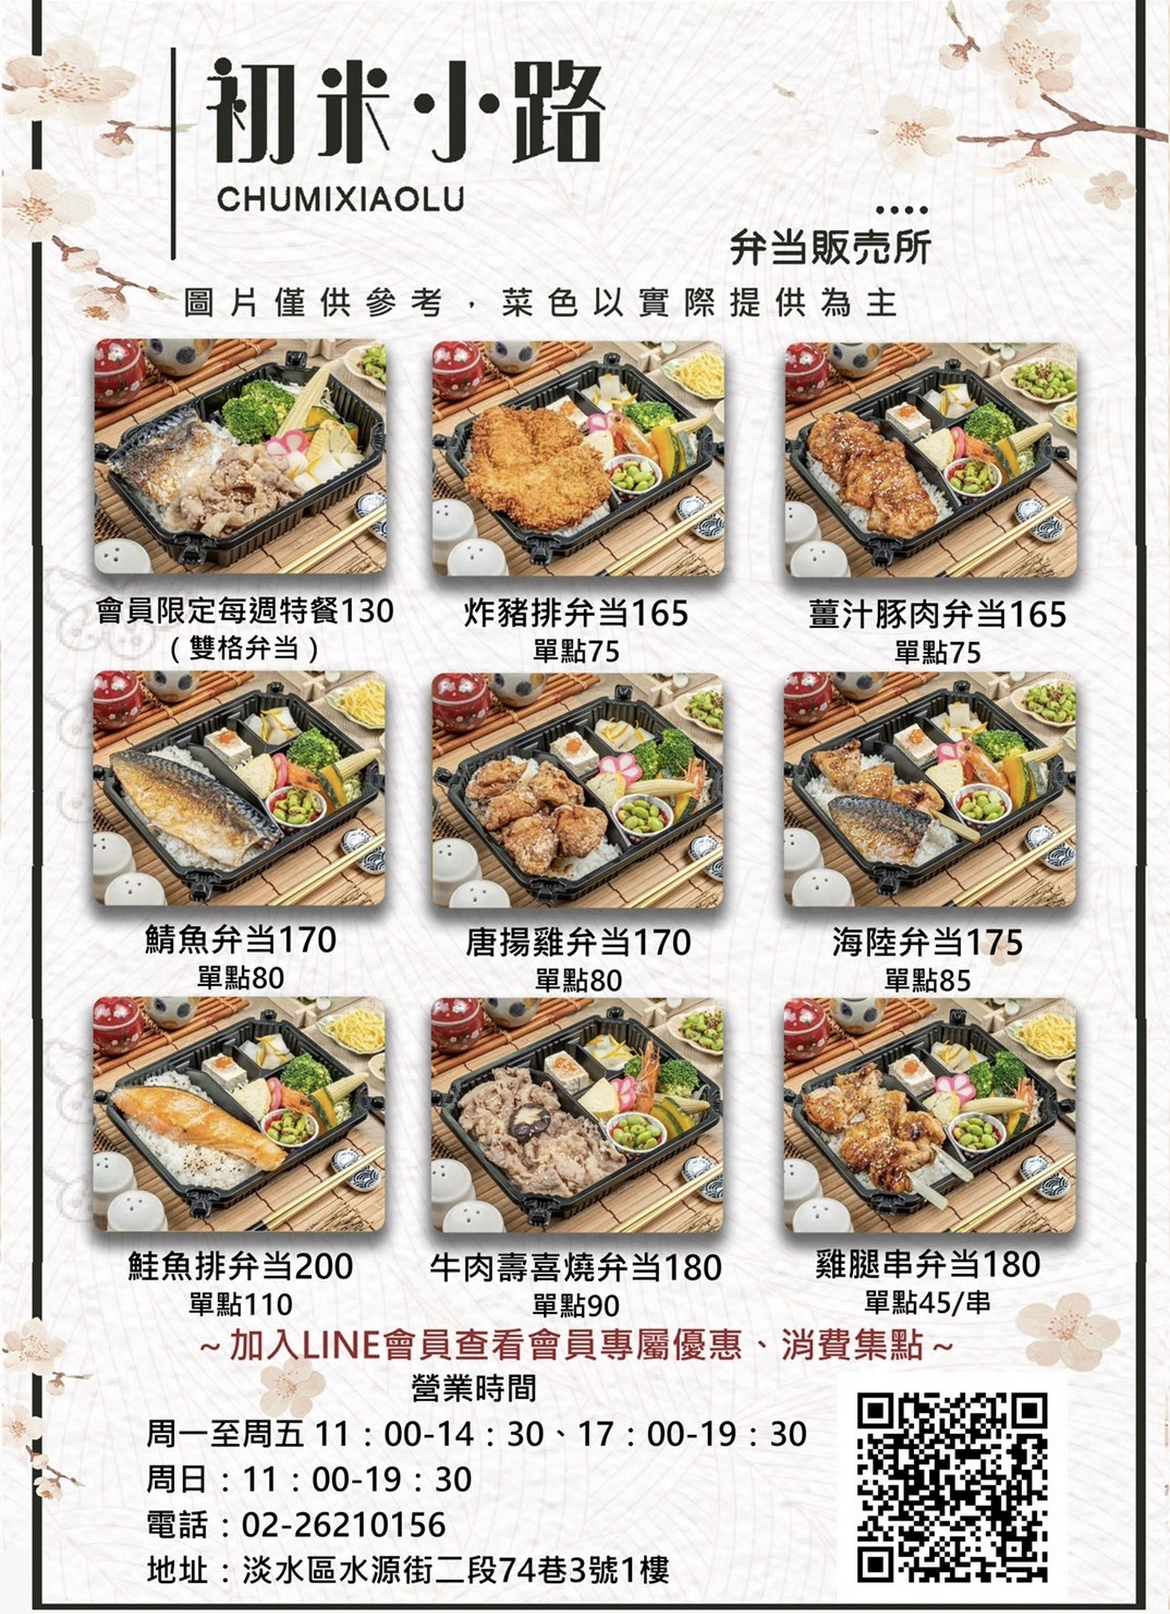 初米小路
CHUMIXIAOLU
弁当販売所
圖片僅供參考，菜色以實際提供為主
會員限定每週特餐130
（雙格弁当）
炸豬排弁当165
單點75
薑汁豚肉弁当165
單點75
鯖魚弁当170
單點80
唐揚雞弁当170
單點80
海陸弁当175
單點85
鮭魚排弁当200
單點110
牛肉壽喜燒弁当180
單點90
雞腿串弁当180
單點45/串
~加入LINE會員查看會員專屬優惠、消費集點~
營業時間
周一至周五 11：00-14：30、17：00-19：30
周日：11：00-19：30
電話：02-26210156
地址：淡水區水源街二段74巷3號1樓